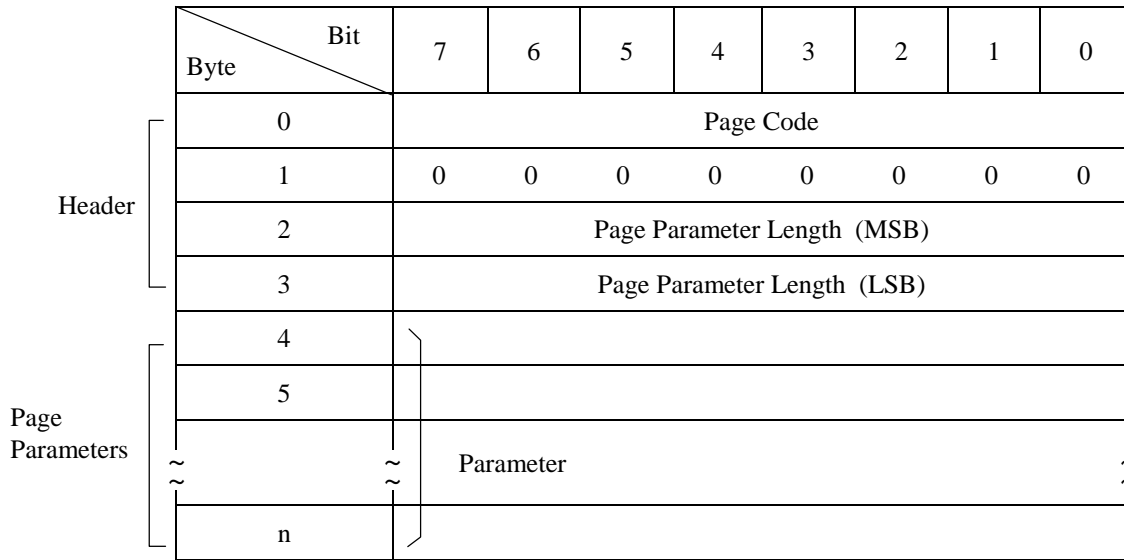 Bit
Byte
7 6 5 4 3 2 1 0
0 Page Code
1 0 0 0 0 0 0 0 0
Header
2 Page Parameter Length (MSB)
3 Page Parameter Length (LSB)
4
5
Page
Parameters
~ ~ Parameter ~
~ ~ ~
n